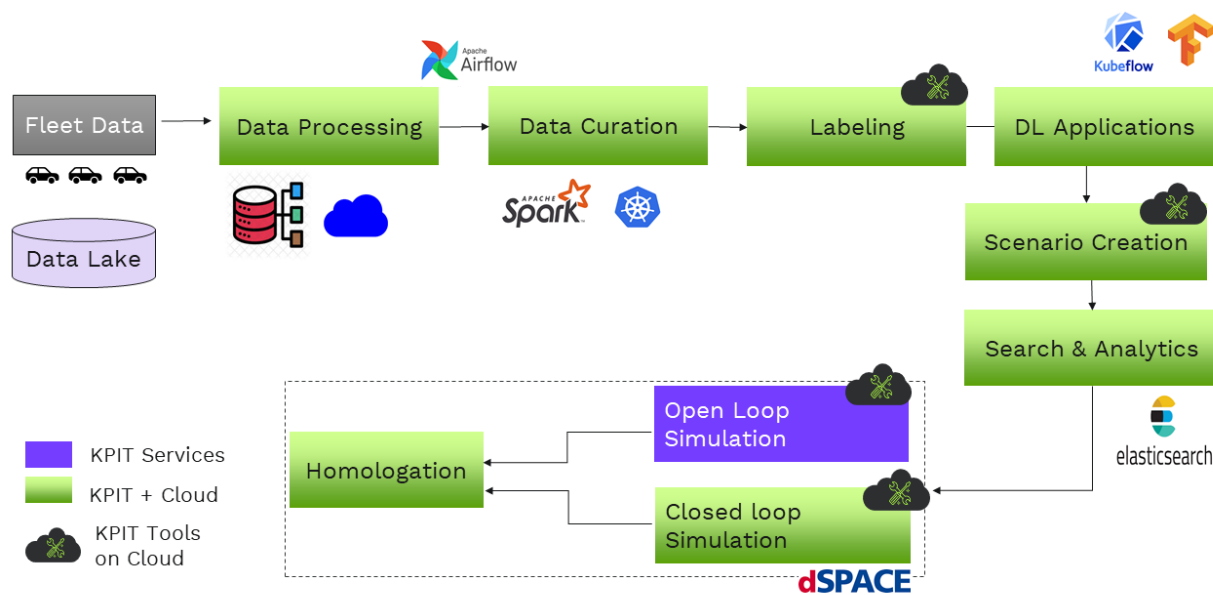 Kubeflow
Apache
Airflow
Fleet Data
Data Processing
Data Curation
Labeling
DL Applications
APACHE
Spark
Data Lake
Scenario Creation
Search & Analytics
elasticsearch
Open Loop
Simulation
Homologation
Closed loop
Simulation
dSPACE
KPIT Services
KPIT + Cloud
KPIT Tools
on Cloud